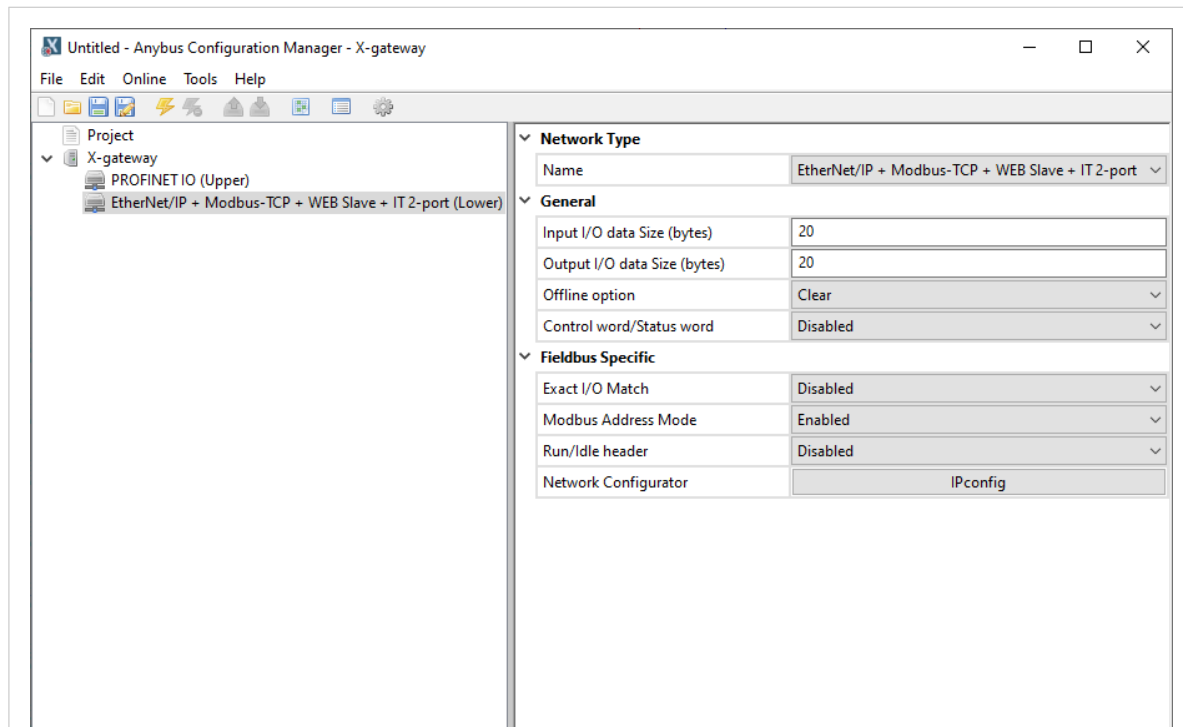 Untitled - Anybus Configuration Manager - X-gateway
File Edit Online Tools Help
Project
X-gateway
PROFINET IO (Upper)
EtherNet/IP + Modbus-TCP + WEB Slave + IT 2-port (Lower)
Network Type
Name EtherNet/IP + Modbus-TCP + WEB Slave + IT 2-port
General
Input I/O data Size (bytes) 20
Output I/O data Size (bytes) 20
Offline option Clear
Control word/Status word Disabled
Fieldbus Specific
Exact I/O Match Disabled
Modbus Address Mode Enabled
Run/Idle header Disabled
Network Configurator IPconfig